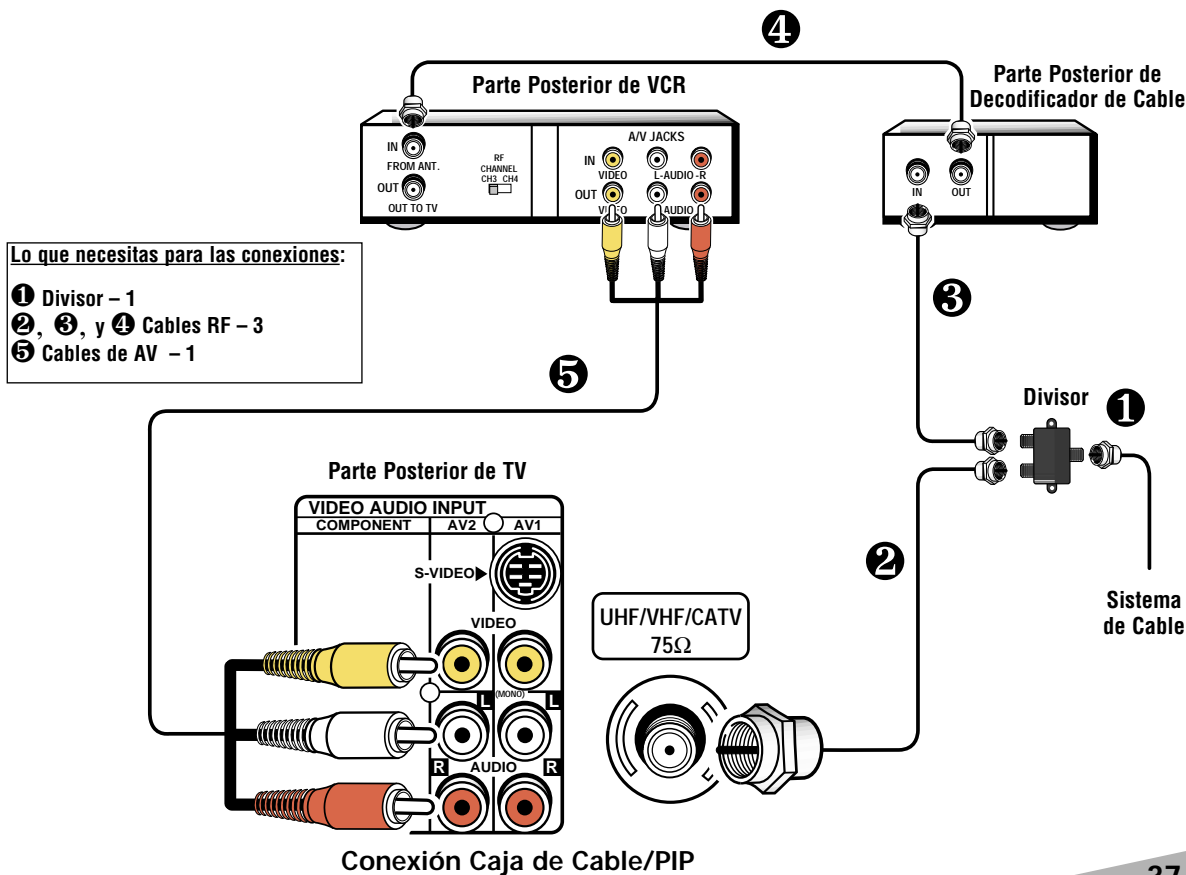 ❹
Parte Posterior de VCR
Parte Posterior de
Decodificador de Cable
A/V JACKS
IN
FROM ANT.
RF
CHANNEL
CH3 CH4
IN
VIDEO
L-AUDIO-R
OUT
OUT TO TV
OUT
VIDEO
AUDIO
IN
OUT
Lo que necesitas para las conexiones:
❶ Divisor – 1
❷, ❸, y ❹ Cables RF – 3
❺ Cables de AV – 1
❸
❺
Divisor
❶
Parte Posterior de TV
VIDEO AUDIO INPUT
COMPONENT
AV2
AV1
S-VIDEO
❷
UHF/VHF/CATV
75Ω
Sistema
de Cable
VIDEO
L
(MONO)
L
R
AUDIO
R
Conexión Caja de Cable/PIP